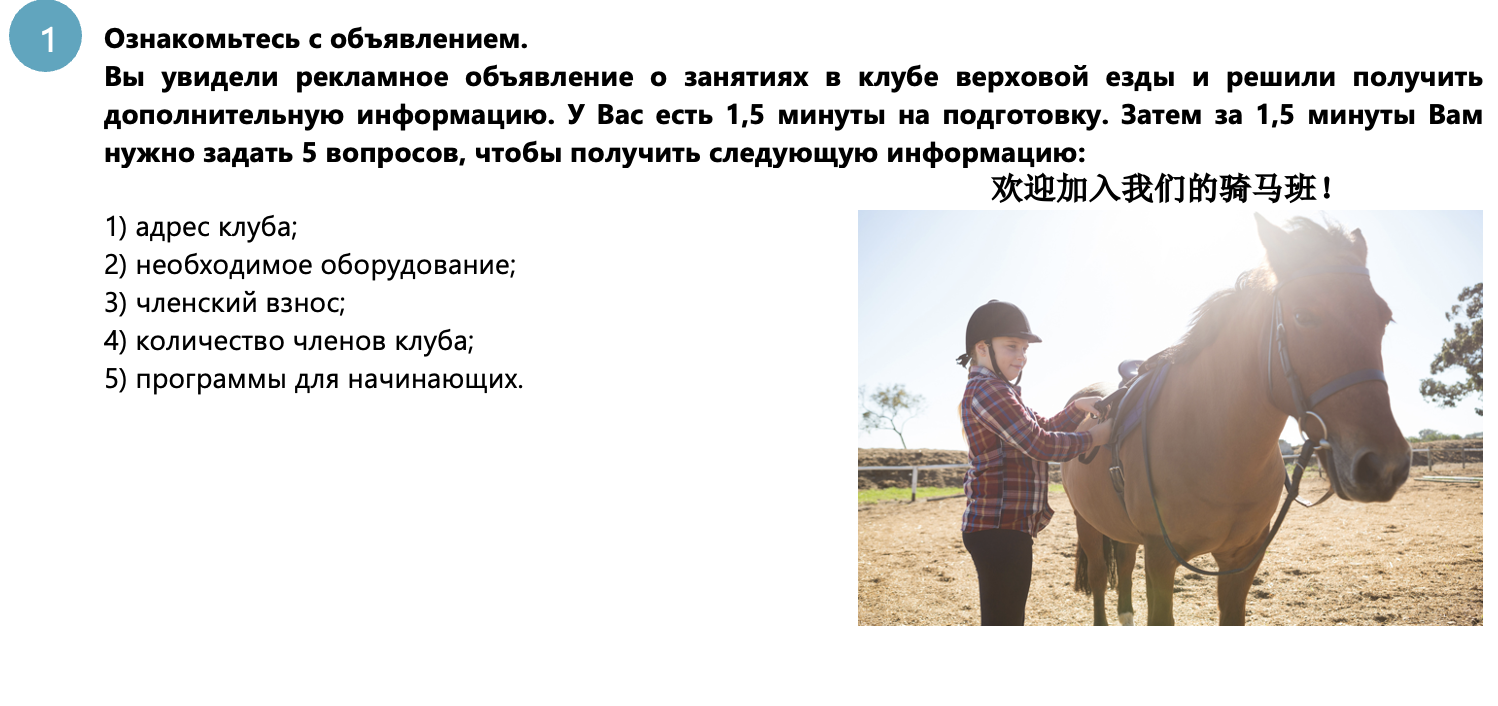 1
Ознакомьтесь с объявлением.
Вы увидели рекламное объявление о занятиях в клубе верховой езды и решили получить
дополнительную информацию. У Вас есть 1,5 минуты на подготовку. Затем за 1,5 минуты Вам
нужно задать 5 вопросов, чтобы получить следующую информацию:
欢迎加入我们的骑马班！
1) адрес клуба;
2) необходимое оборудование;
3) членский взнос;
4) количество членов клуба;
5) программы для начинающих.